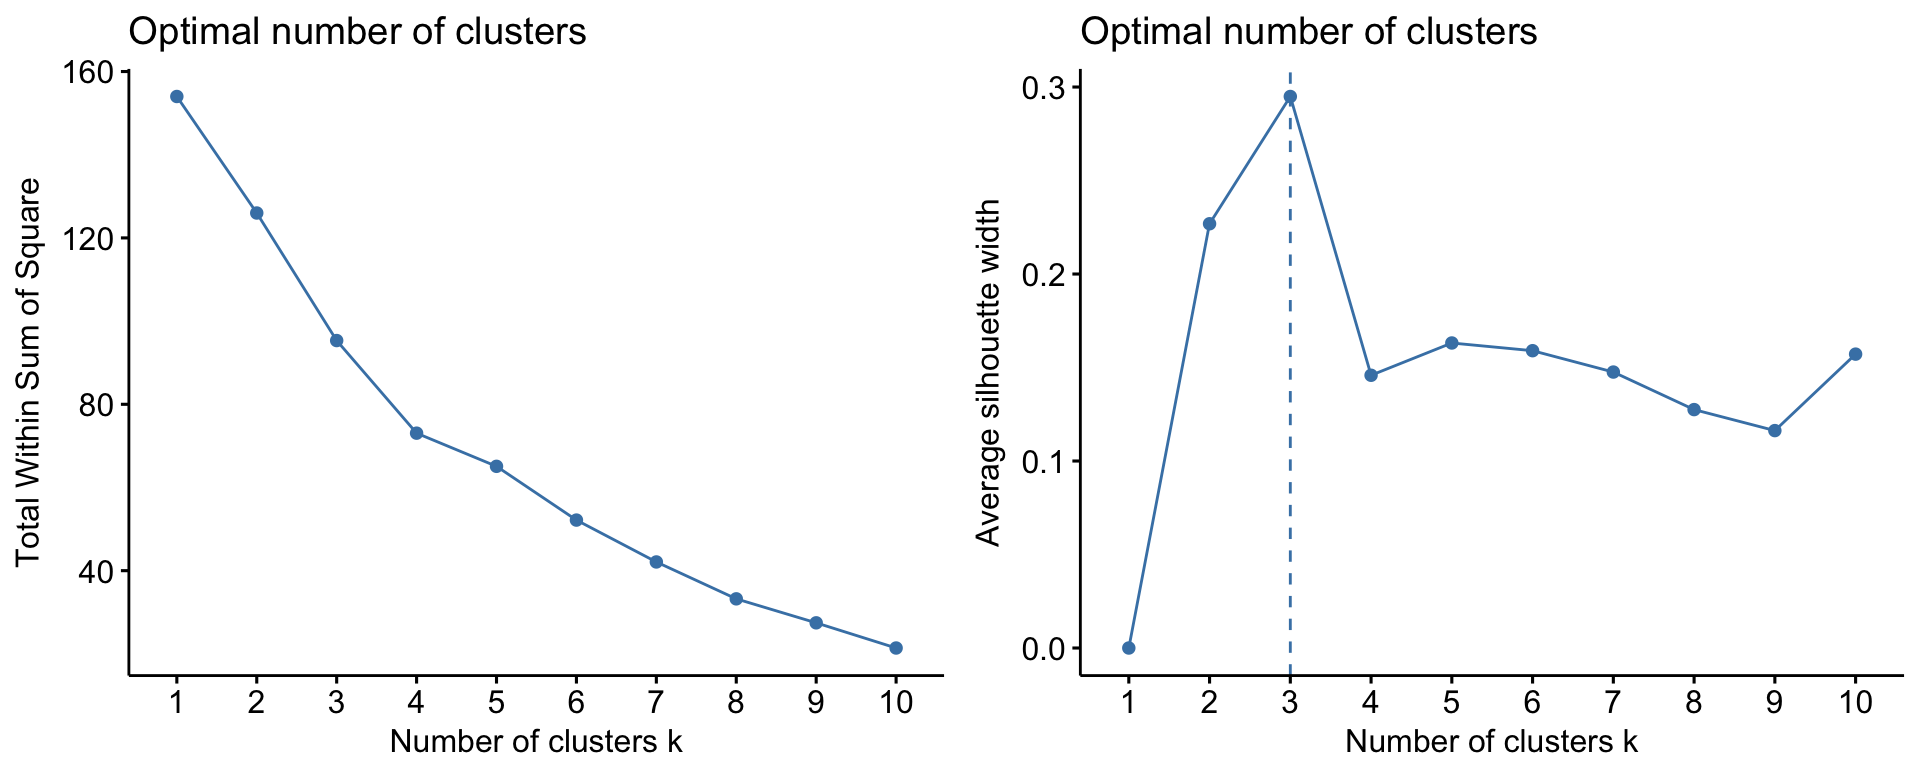 Optimal number of clusters
160
120
80
40
Total Within Sum of Square
1 2 3 4 5 6 7 8 9 10
Number of clusters k
Optimal number of clusters
0.3
0.2
0.1
0.0
Average silhouette width
1 2 3 4 5 6 7 8 9 10
Number of clusters k